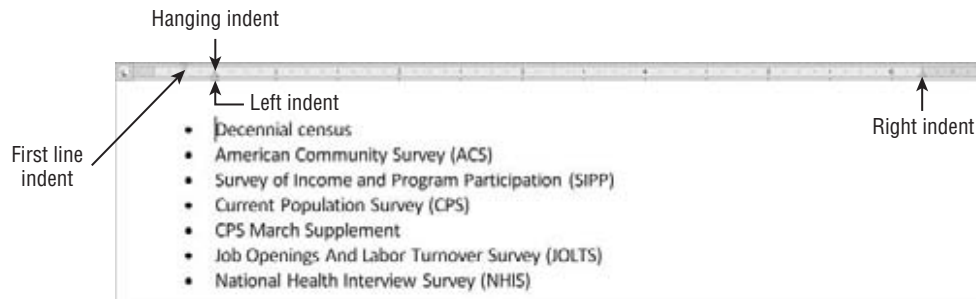 Hanging indent
Left indent
Right indent
First line
indent
• Decennial census
• American Community Survey (ACS)
• Survey of Income and Program Participation (SIPP)
• Current Population Survey (CPS)
• CPS March Supplement
• Job Openings And Labor Turnover Survey (JOLTS)
• National Health Interview Survey (NHIS)